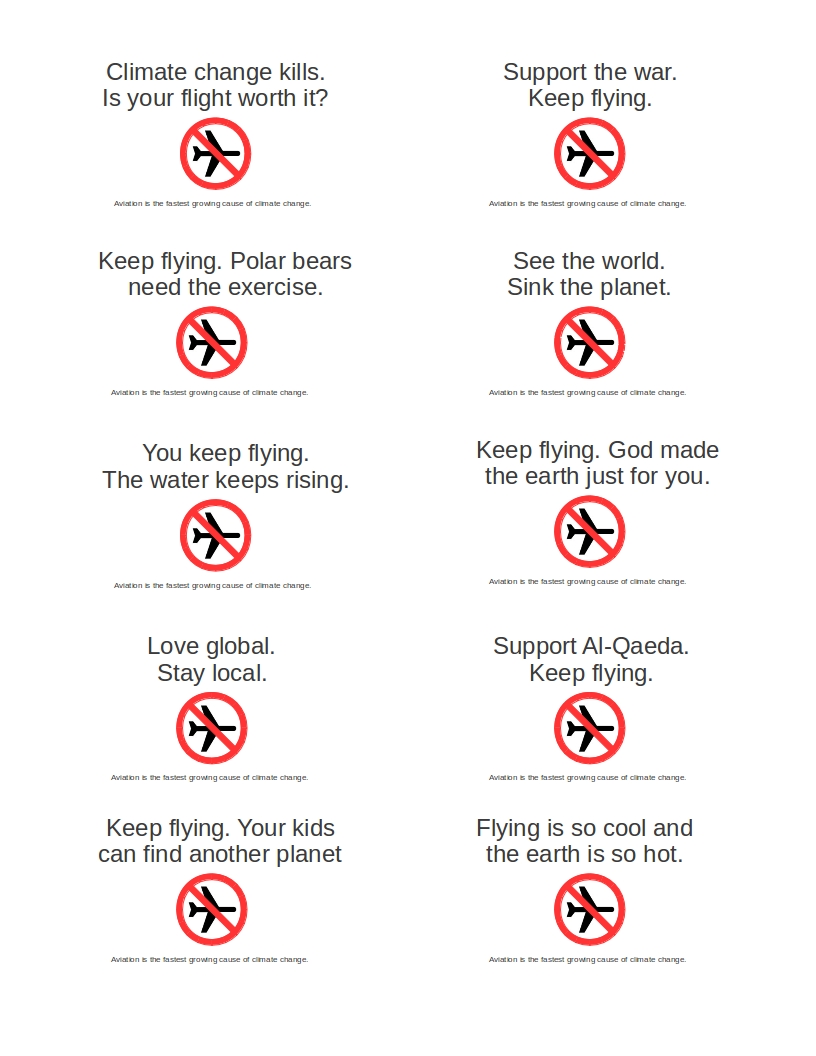 Climate change kills.
Is your flight worth it?
Aviation is the fastest growing cause of climate change.
Support the war.
Keep flying.
Aviation is the fastest growing cause of climate change.
Keep flying. Polar bears
need the exercise.
Aviation is the fastest growing cause of climate change.
See the world.
Sink the planet.
Aviation is the fastest growing cause of climate change.
You keep flying.
The water keeps rising.
Aviation is the fastest growing cause of climate change.
Keep flying. God made
the earth just for you.
Aviation is the fastest growing cause of climate change.
Love global.
Stay local.
Aviation is the fastest growing cause of climate change.
Support Al-Qaeda.
Keep flying.
Aviation is the fastest growing cause of climate change.
Keep flying. Your kids
can find another planet
Aviation is the fastest growing cause of climate change.
Flying is so cool and
the earth is so hot.
Aviation is the fastest growing cause of climate change.